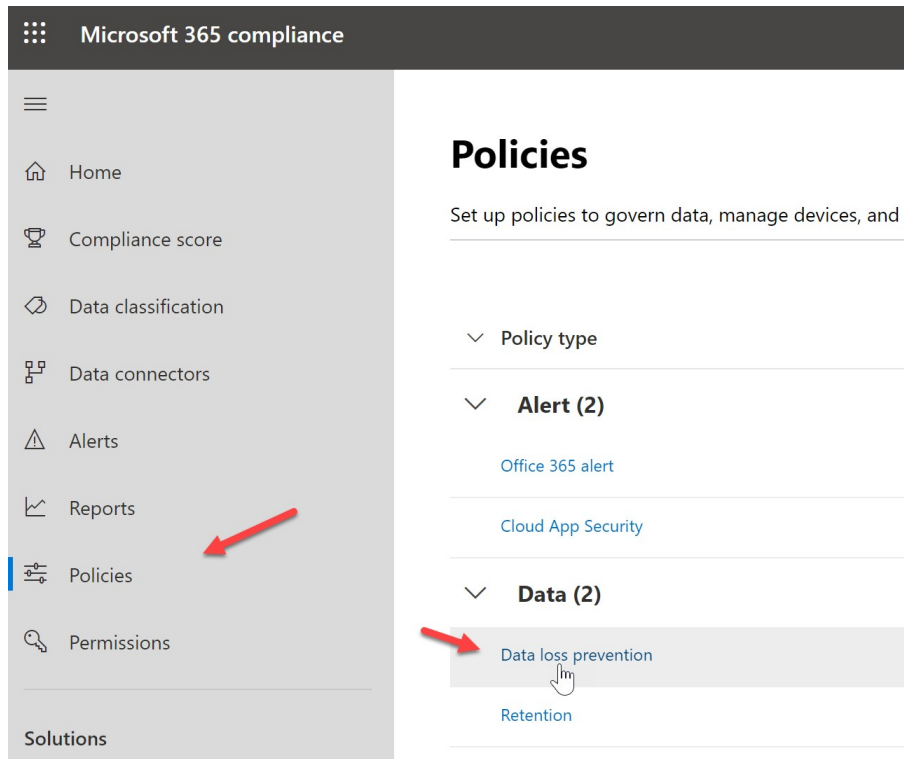 Microsoft 365 compliance
Home
Compliance score
Data classification
Data connectors
Alerts
Reports
Policies
Permissions
Solutions
Policies
Set up policies to govern data, manage devices, and
Policy type
Alert (2)
Office 365 alert
Cloud App Security
Data (2)
Data loss prevention
Retention